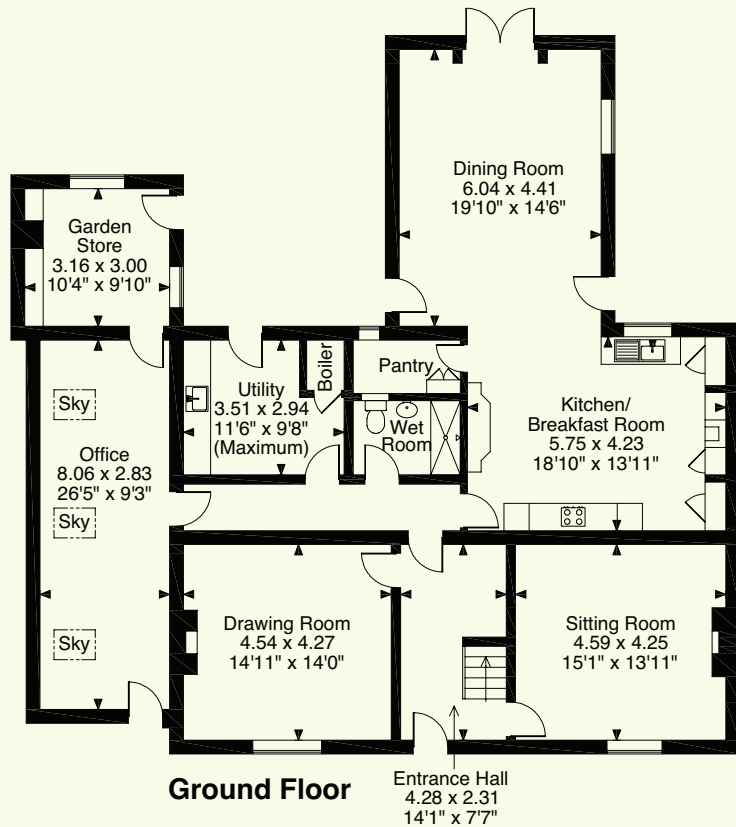 Dining Room
6.04 x 4.41
19'10" x 14'6"
Garden
Store
3.16 x 3.00
10'4" x 9'10"
Boiler
Pantry
Utility
3.51 x 2.94
11'6" x 9'8"
(Maximum)
Wet
Room
Kitchen/
Breakfast Room
5.75 x 4.23
18'10" x 13'11"
Sky
Office
8.06 x 2.83
26'5" x 9'3"
Sky
Sky
Drawing Room
4.54 x 4.27
14'11" x 14'0"
Sitting Room
4.59 x 4.25
15'1" x 13'11"
Ground Floor
Entrance Hall
4.28 x 2.31
14'1" x 7'7"